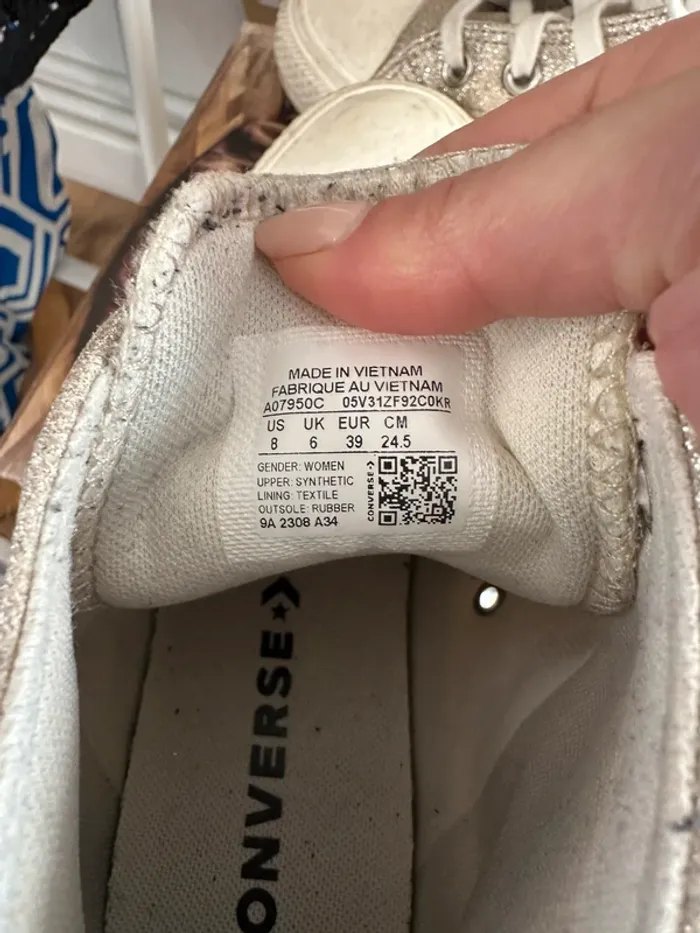 MADE IN VIETNAM
FABRIQUE AU VIETNAM
A07950C 05V31ZF92C0KR
US UK EUR CM
8 6 39 24.5
GENDER: WOMEN
UPPER: SYNTHETIC
LINING: TEXTILE
OUTSOLE: RUBBER
9A 2308 A34
CONVERSE
ONVERSE